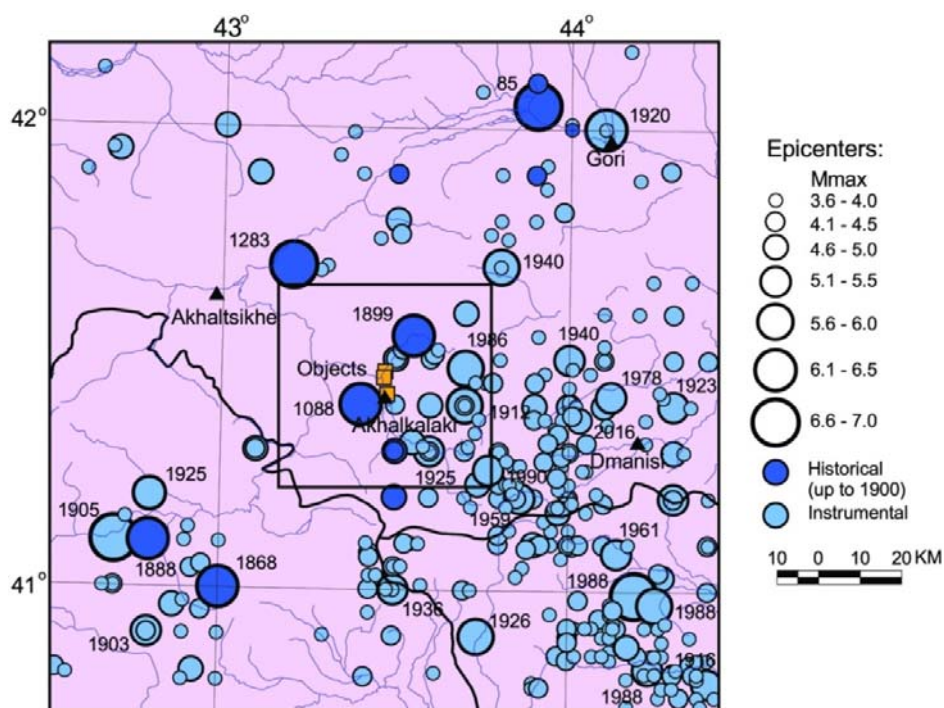 43°
44°
42°
41°
85
1920
Gori
1283
1940
Akhaltsikhe
1899
1986
1940
Objects
1978
1923
1088
1912
Akhalkalaki
2016
Dmanisi
1925
1990
1925
1959
1905
1961
1888
1868
1988
1988
1936
1926
1903
1916
1988
Epicenters:
Mmax
3.6 - 4.0
4.1 - 4.5
4.6 - 5.0
5.1 - 5.5
5.6 - 6.0
6.1 - 6.5
6.6 - 7.0
Historical
(up to 1900)
Instrumental
10 0 10 20 KM